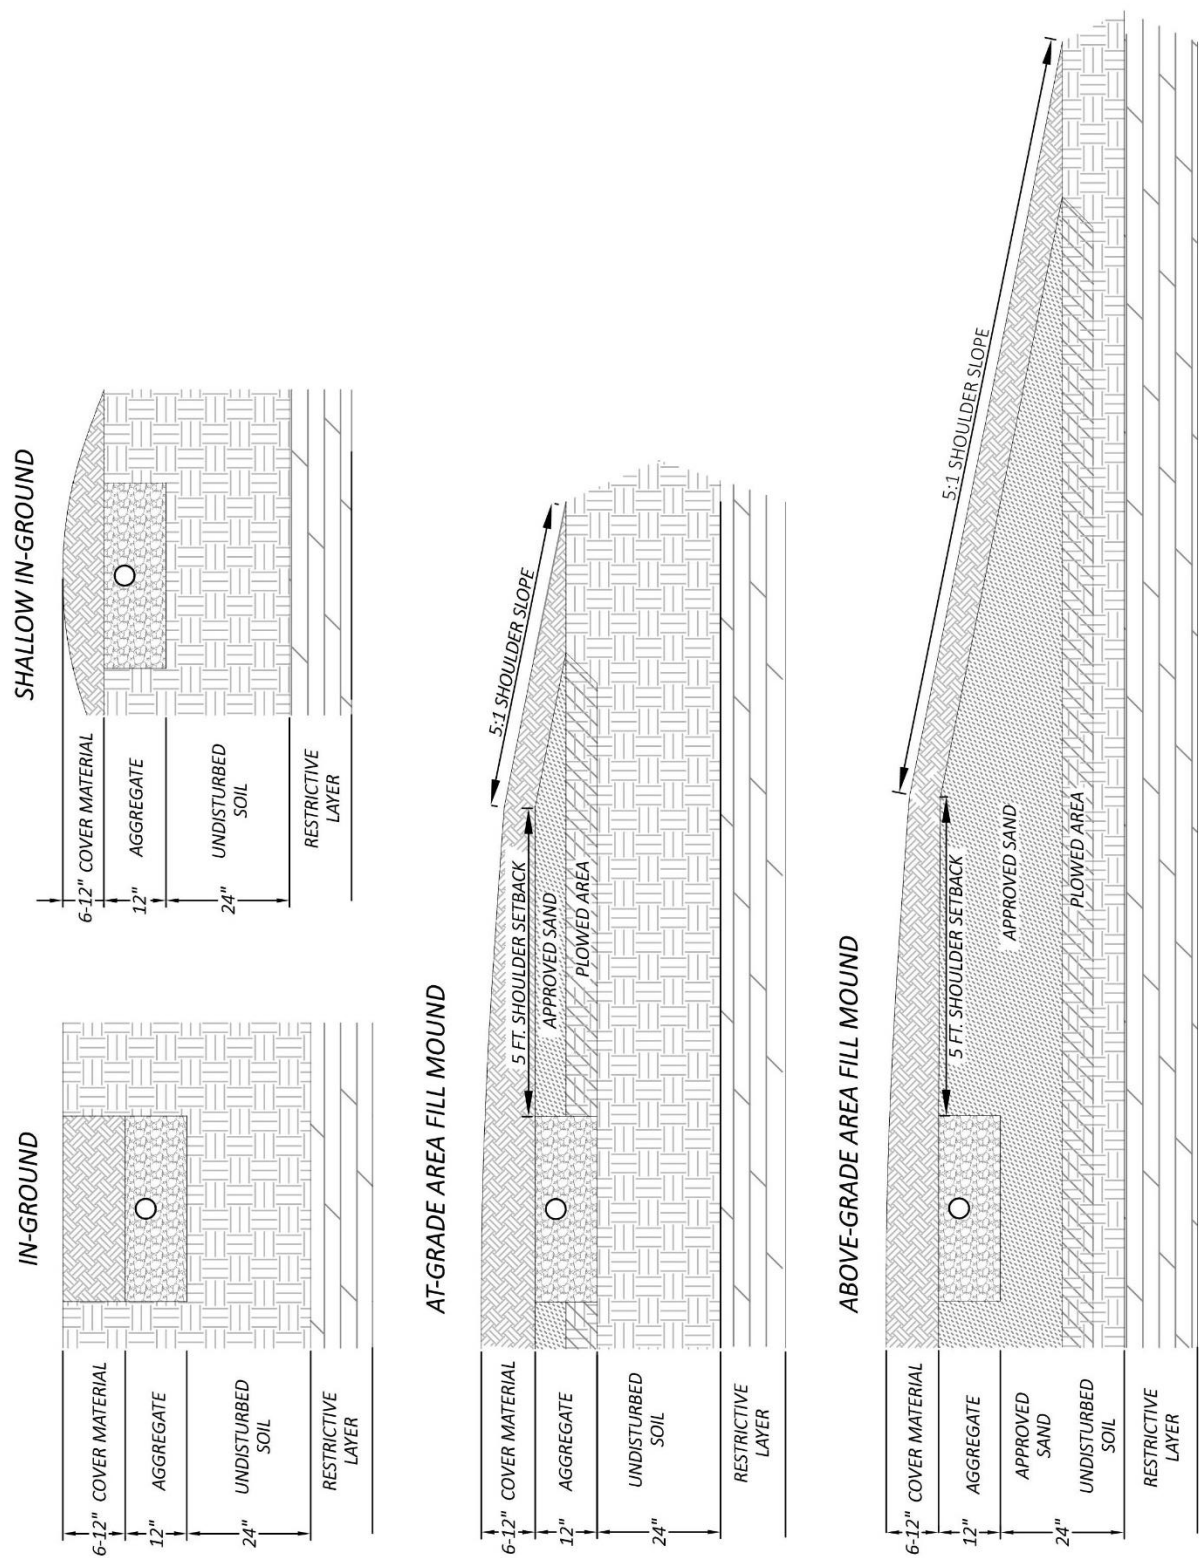 IN-GROUND
6-12" COVER MATERIAL
12" AGGREGATE
24" UNDISTURBED
SOIL
RESTRICTIVE
LAYER
SHALLOW IN-GROUND
6-12" COVER MATERIAL
12" AGGREGATE
24" UNDISTURBED
SOIL
RESTRICTIVE
LAYER
AT-GRADE AREA FILL MOUND
6-12" COVER MATERIAL
12" AGGREGATE
24" UNDISTURBED
SOIL
RESTRICTIVE
LAYER
5 FT. SHOULDER SETBACK
APPROVED SAND
PLOWED AREA
5:1 SHOULDER SLOPE
ABOVE-GRADE AREA FILL MOUND
6-12" COVER MATERIAL
12" AGGREGATE
24" APPROVED
SAND
UNDISTURBED
SOIL
RESTRICTIVE
LAYER
5 FT. SHOULDER SETBACK
APPROVED SAND
PLOWED AREA
5:1 SHOULDER SLOPE